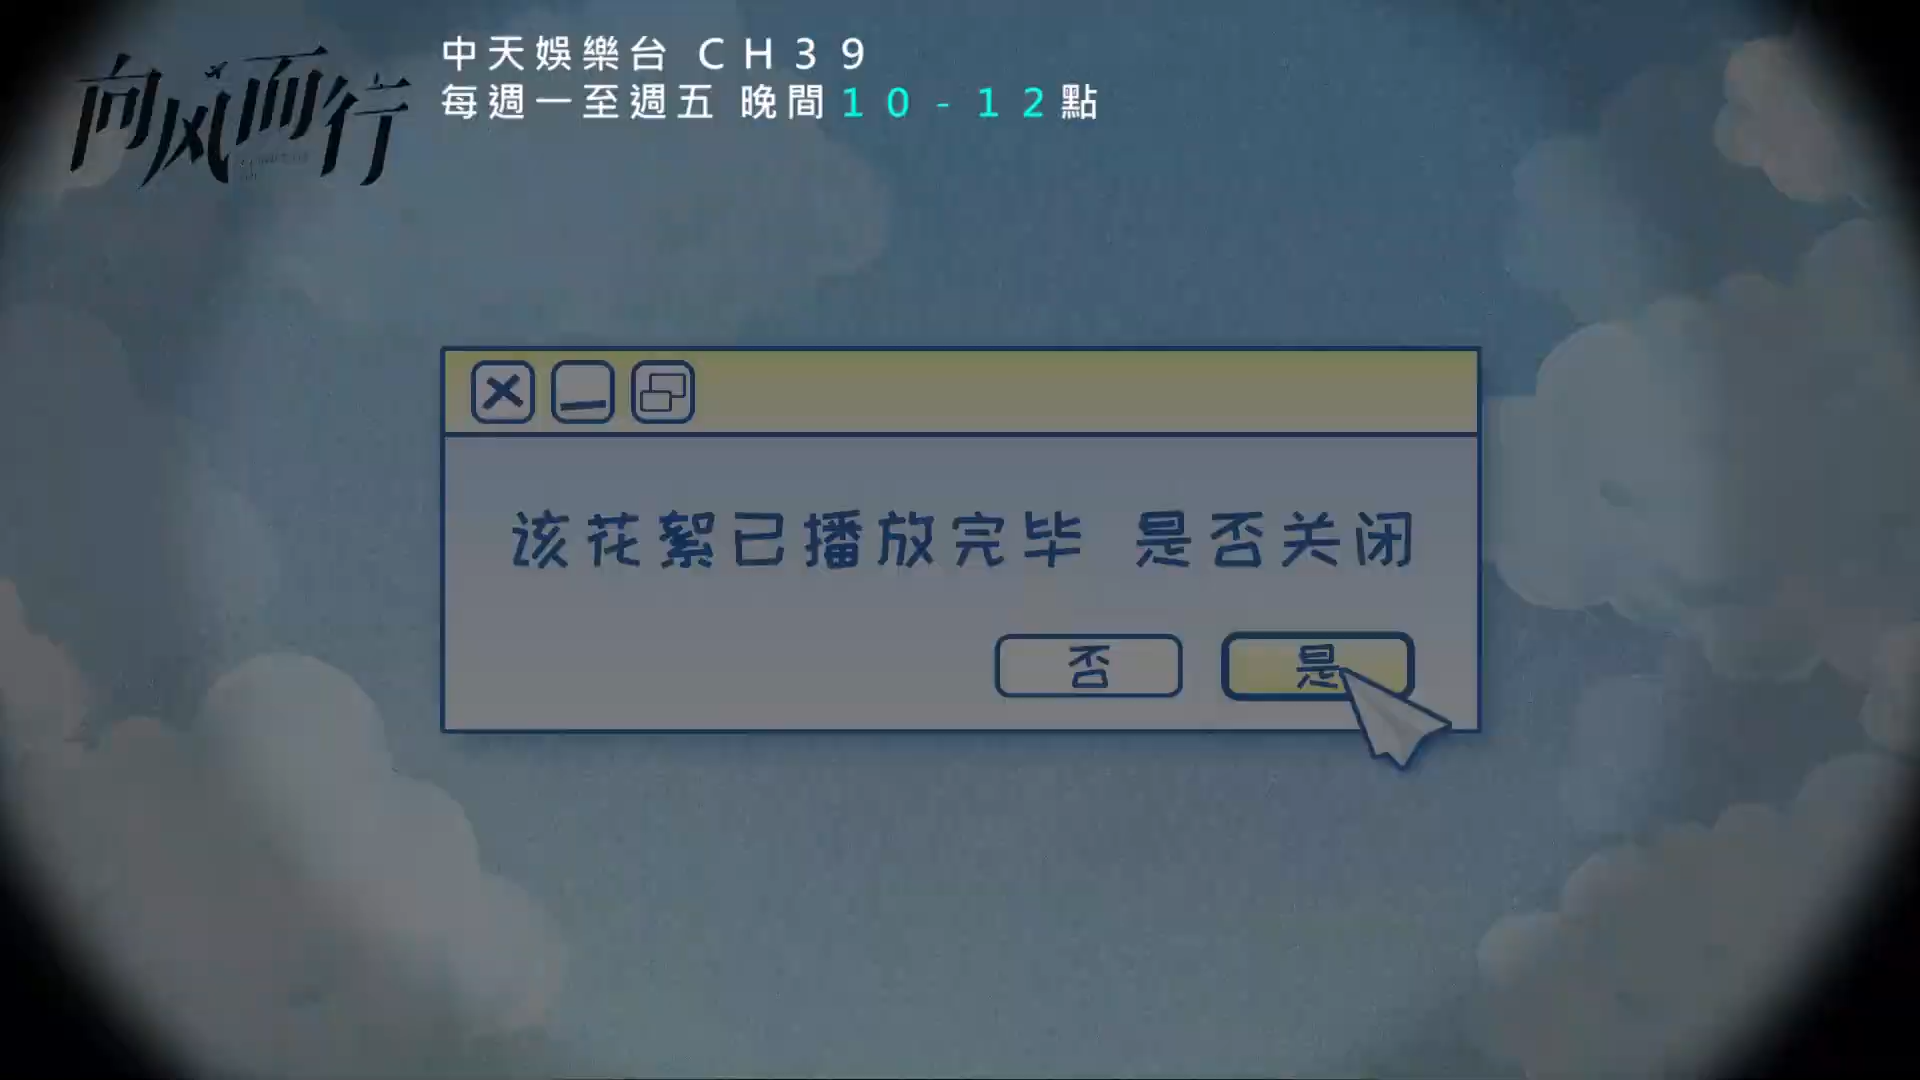 向风而行
中天娛樂台 CH39
每週一至週五 晚間10-12點
该花絮已播放完毕 是否关闭
否
是